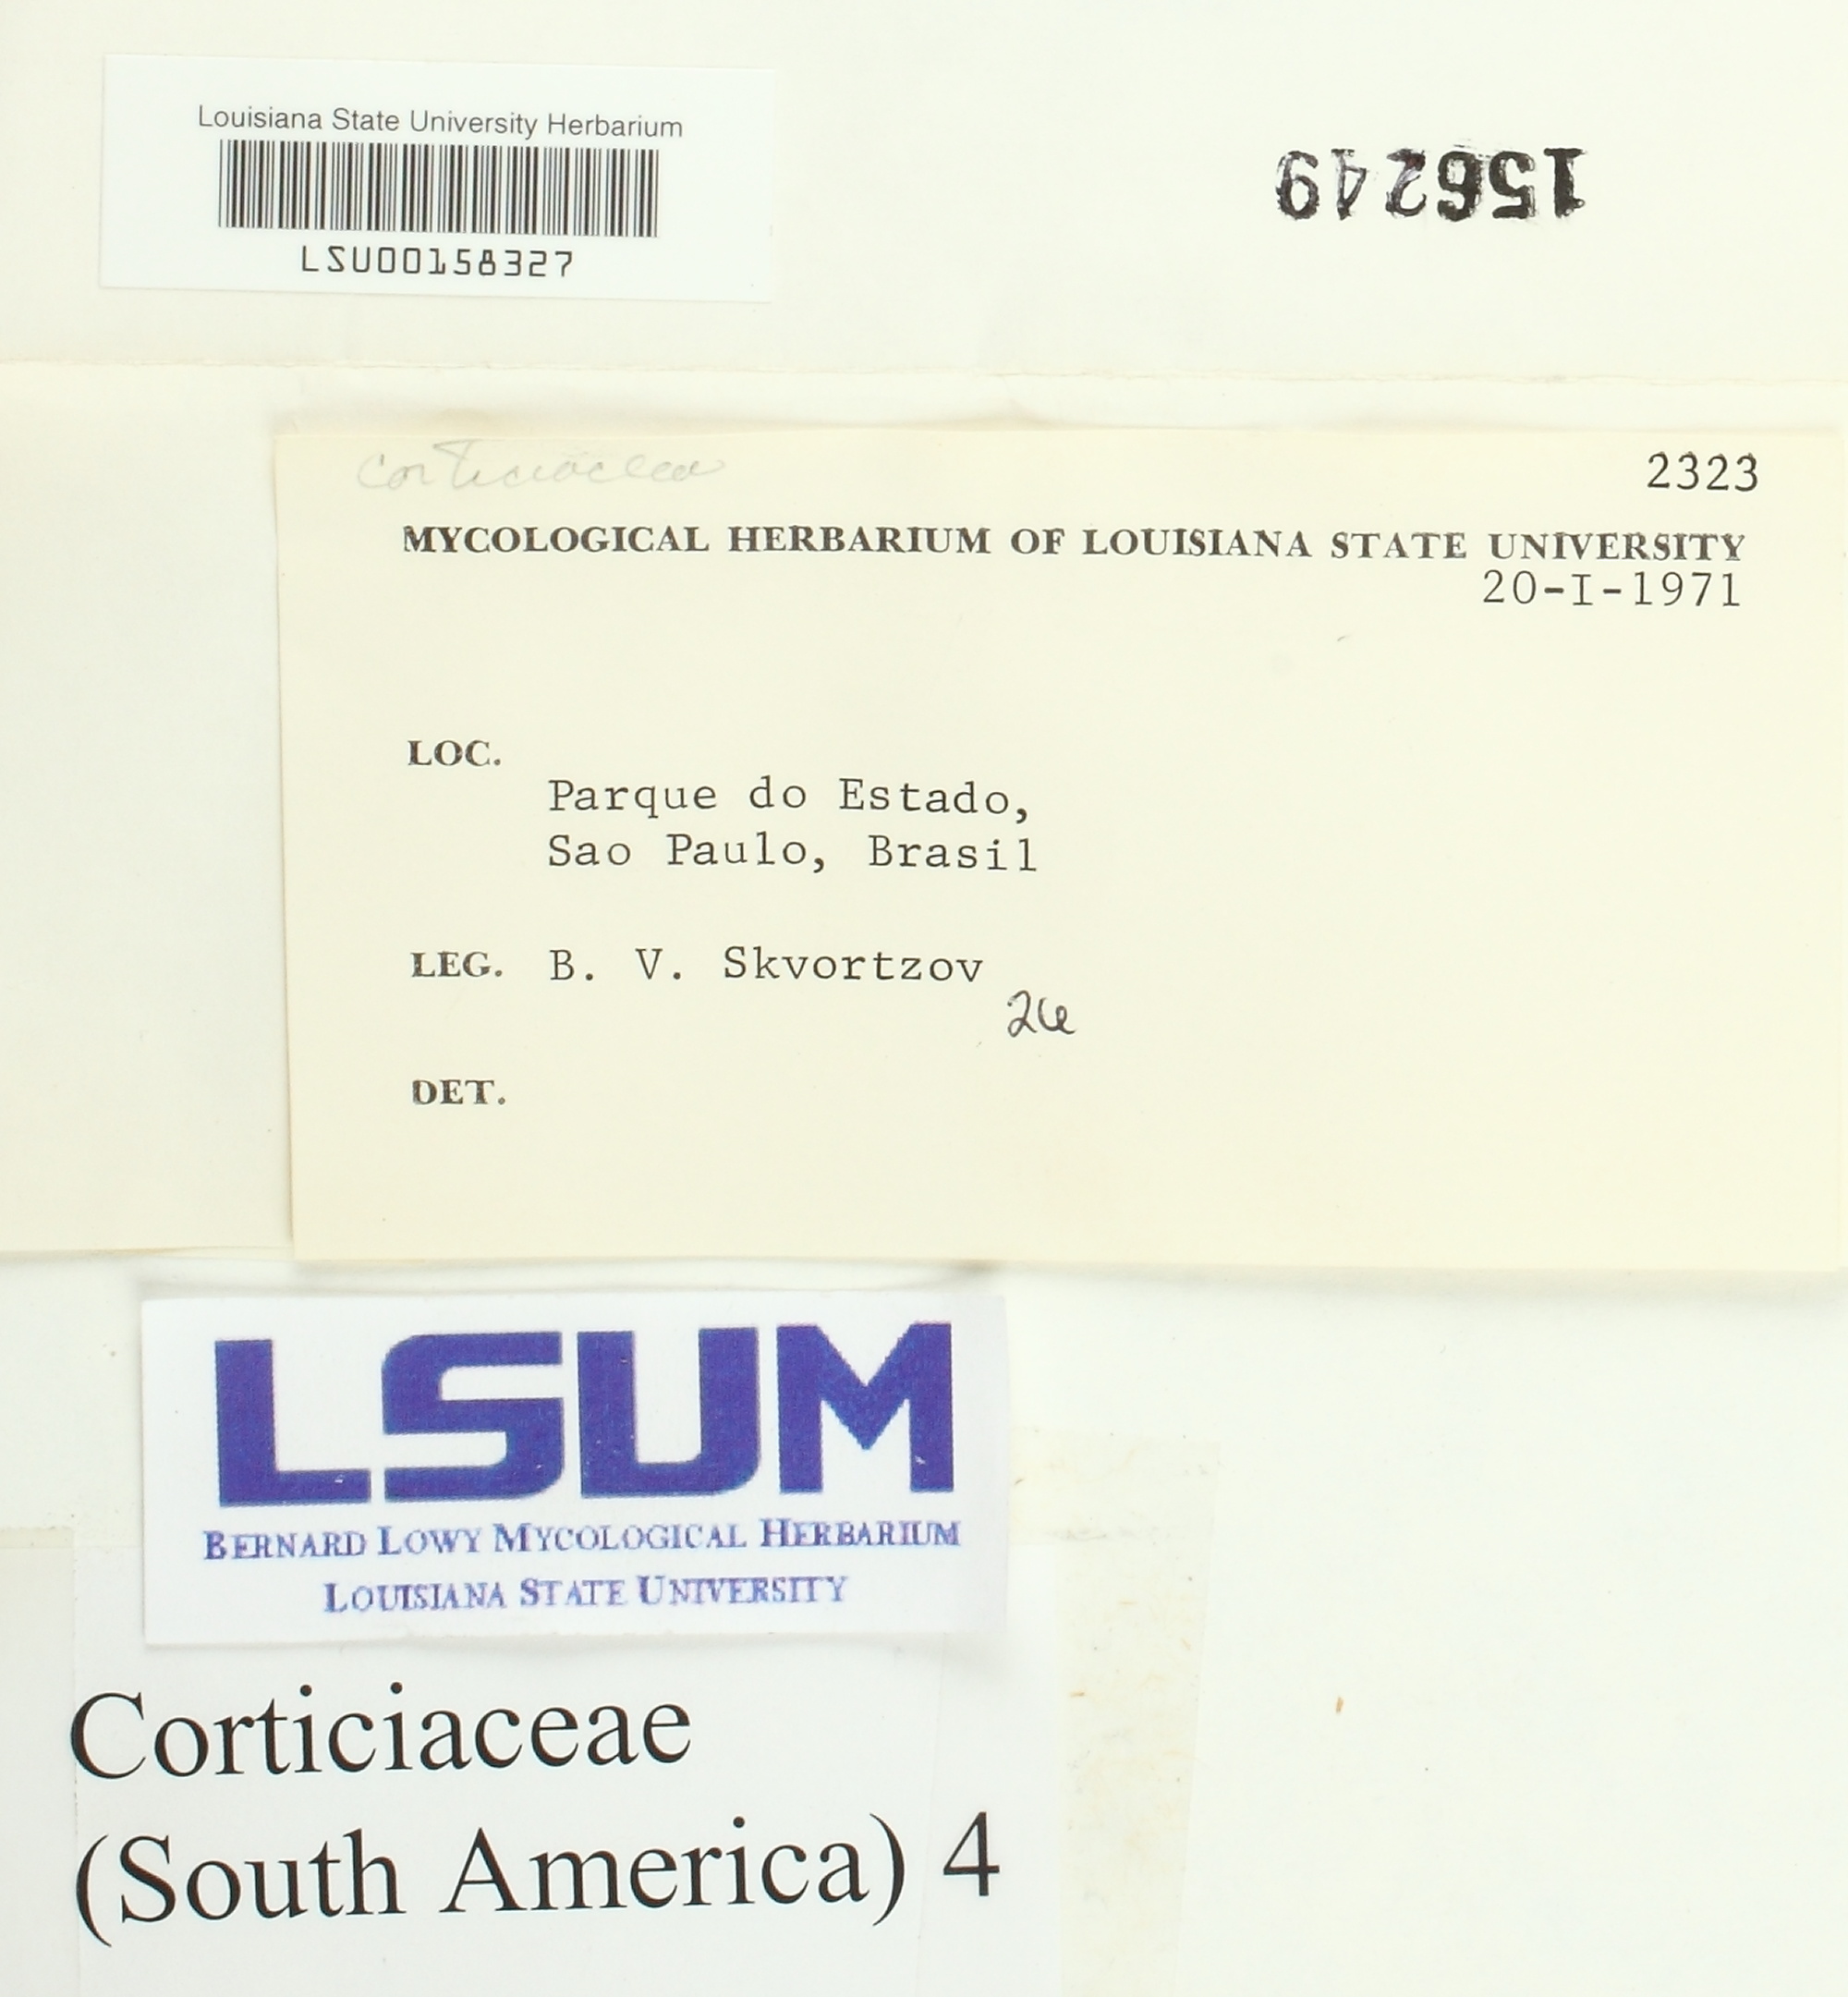 Louisiana State University Herbarium
LSU00158327
156249
Corticiaceae
2323
MYCOLOGICAL HERBARIUM OF LOUISIANA STATE UNIVERSITY
20-I-1971
LOC.
Parque do Estado,
Sao Paulo, Brasil
LEG. B. V. Skvortzov
26
DET.
LSUM
BERNARD LOWY MYCOLOGICAL HERBARIUM
LOUISIANA STATE UNIVERSITY
Corticiaceae
(South America) 4